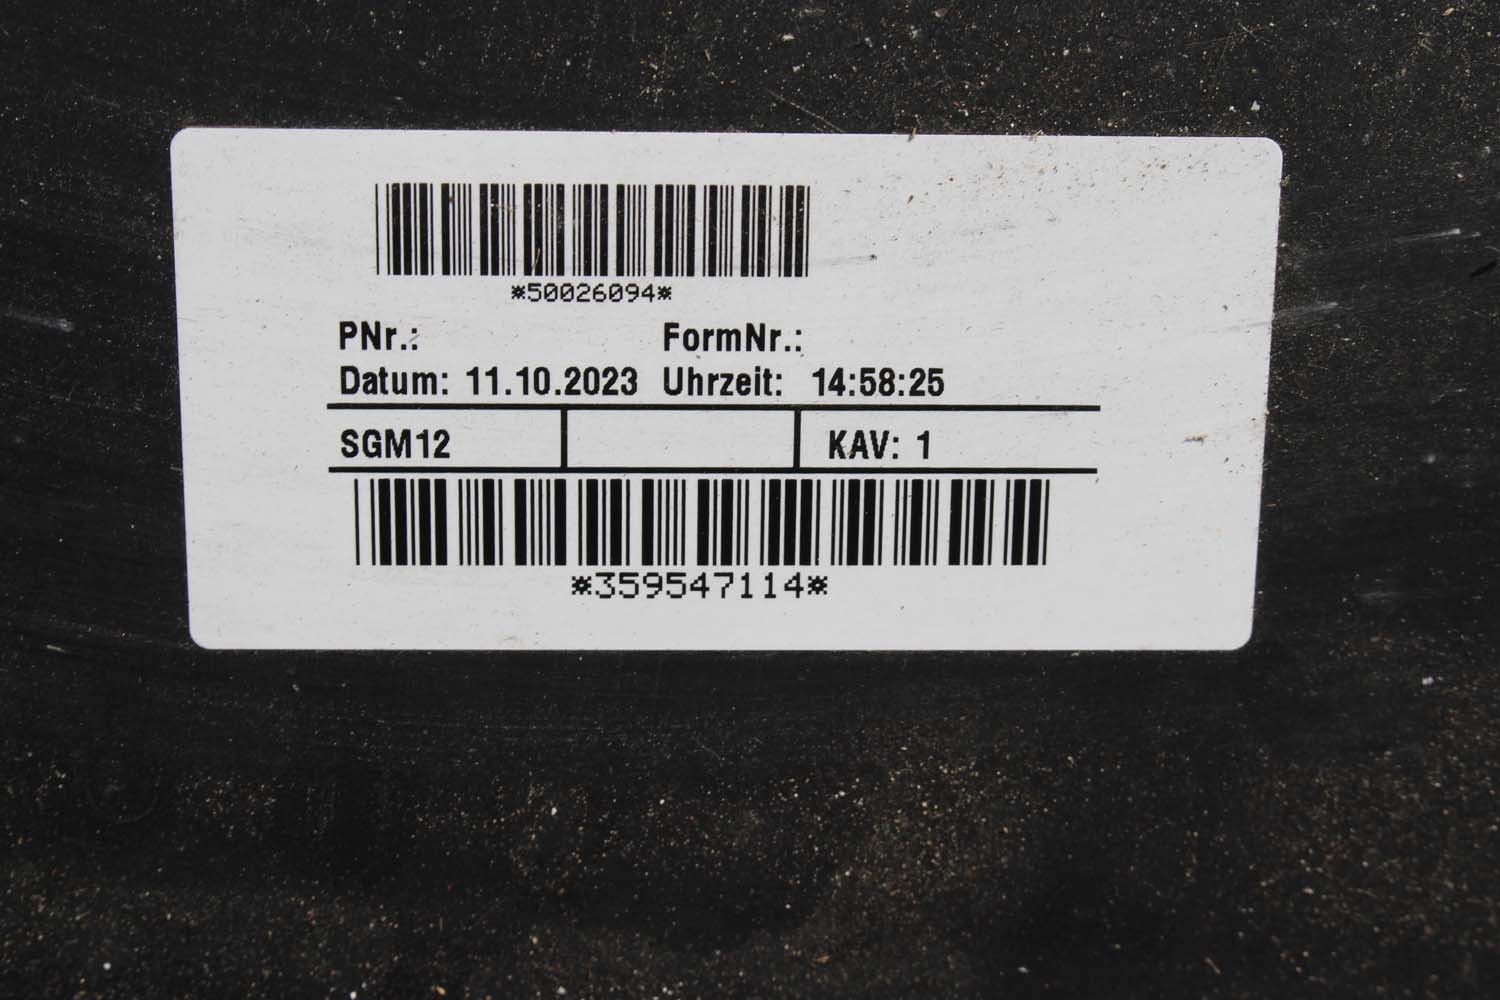 *50026094*
PNr.: FormNr.:
Datum: 11.10.2023 Uhrzeit: 14:58:25
SGM12 KAV: 1
*359547114*